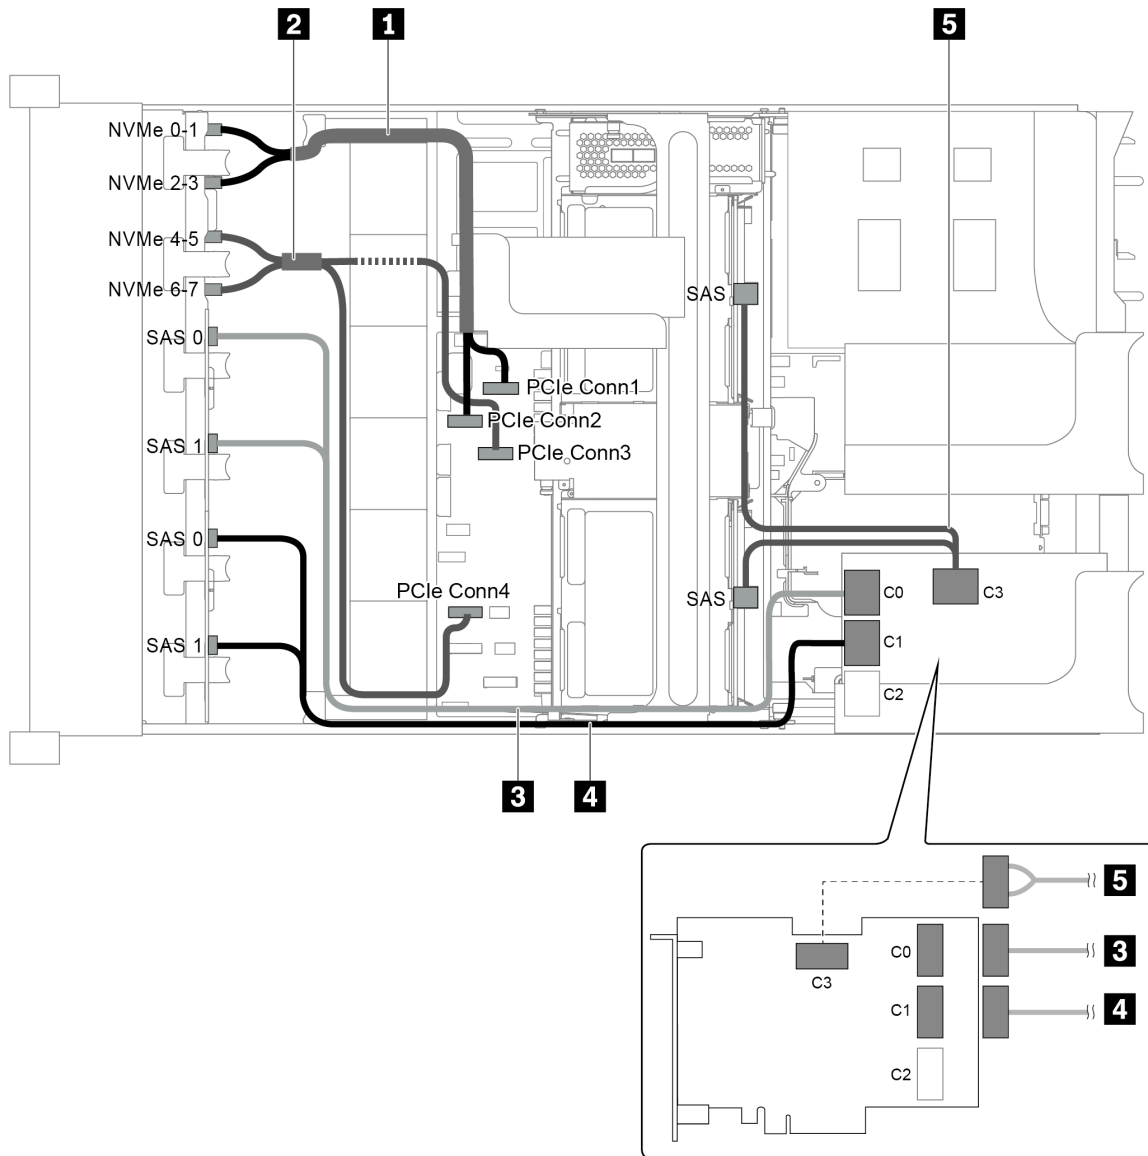 2
1
5
NVMe 0-1
NVMe 2-3
NVMe 4-5
NVMe 6-7
SAS 0
SAS 1
SAS 0
SAS 1
SAS
PCIe Conn1
PCIe Conn2
PCIe Conn3
PCIe Conn4
SAS
C0
C3
C1
C2
3
4
5
C0
3
C3
C1
4
C2